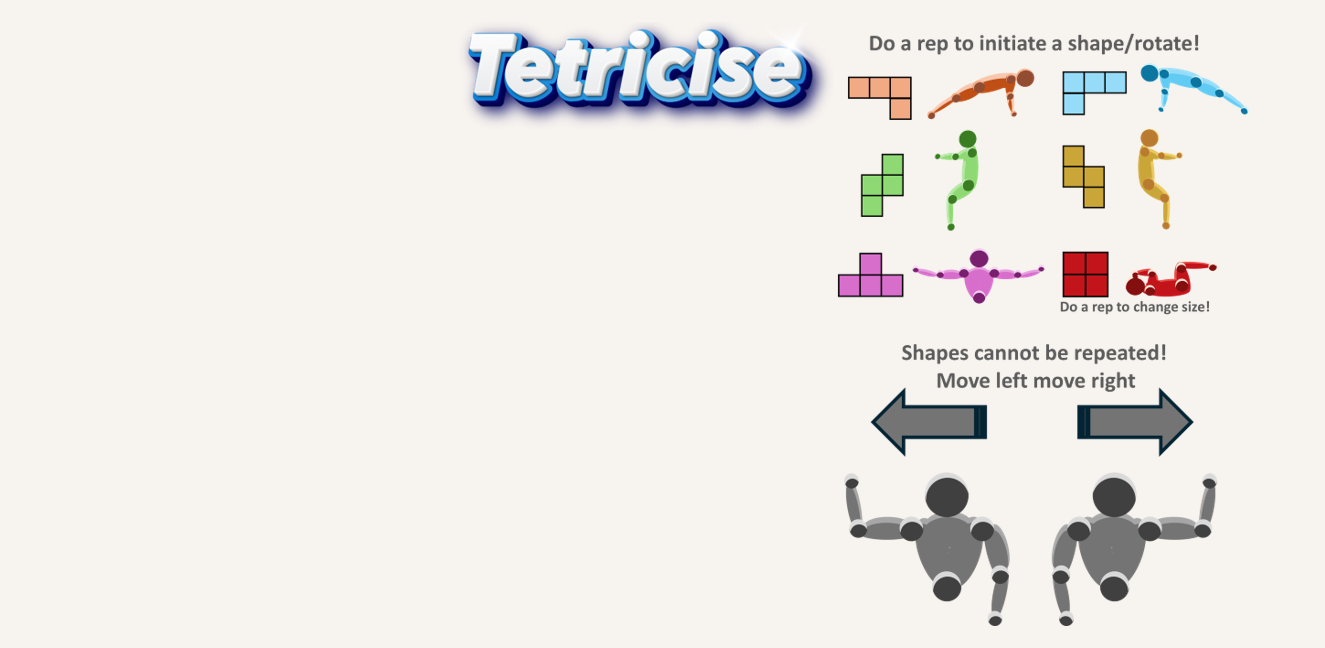 Tetricise
Do a rep to initiate a shape/rotate!
Do a rep to change size!
Shapes cannot be repeated!
Move left move right